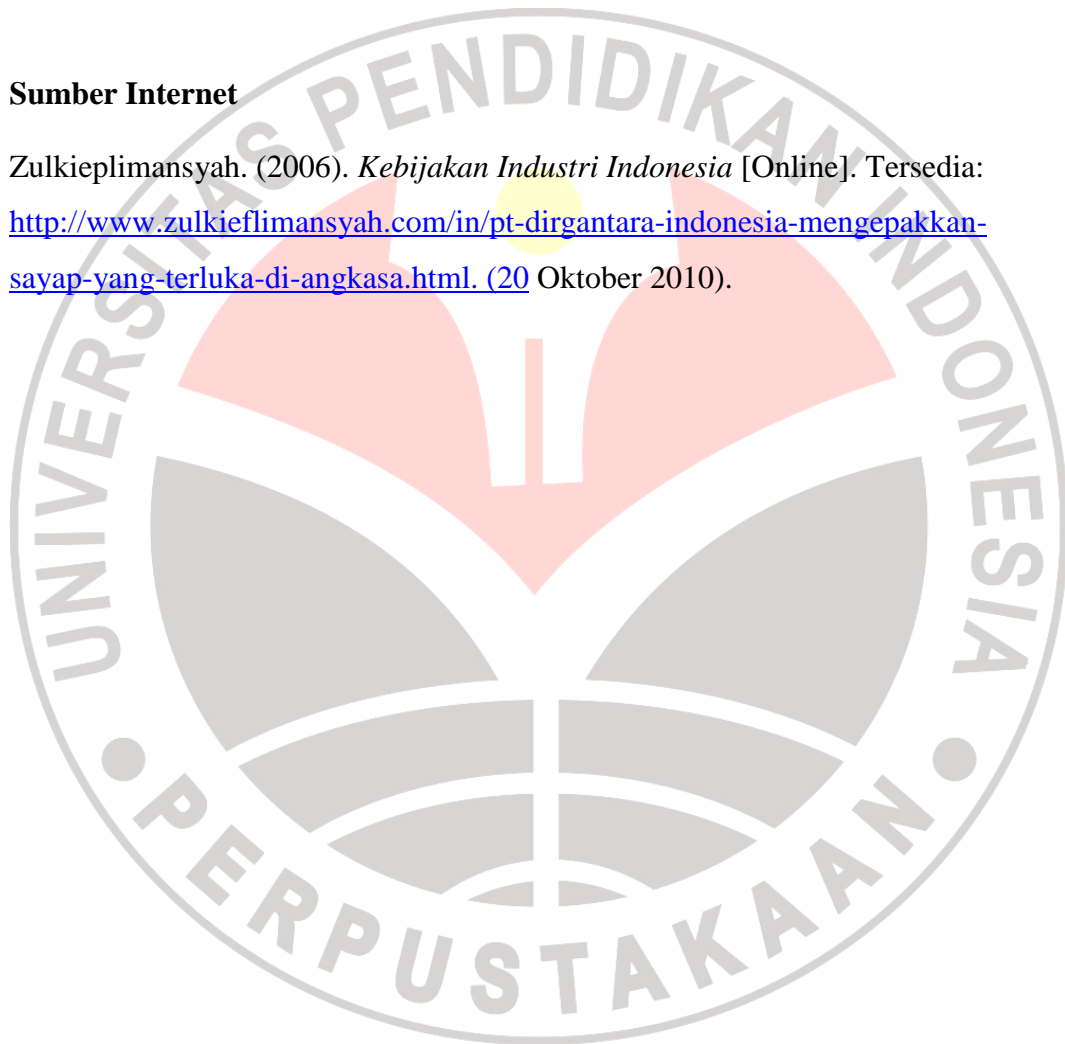 Sumber Internet
Zulkieplimansyah. (2006). Kebijakan Industri Indonesia [Online]. Tersedia:
http://www.zulkieflimansyah.com/in/pt-dirgantara-indonesia-mengepakkan-
sayap-yang-terluka-di-angkasa.html. (20 Oktober 2010).
UNIVERSITAS PENDIDIKAN INDONESIA
PERPUSTAKAAN